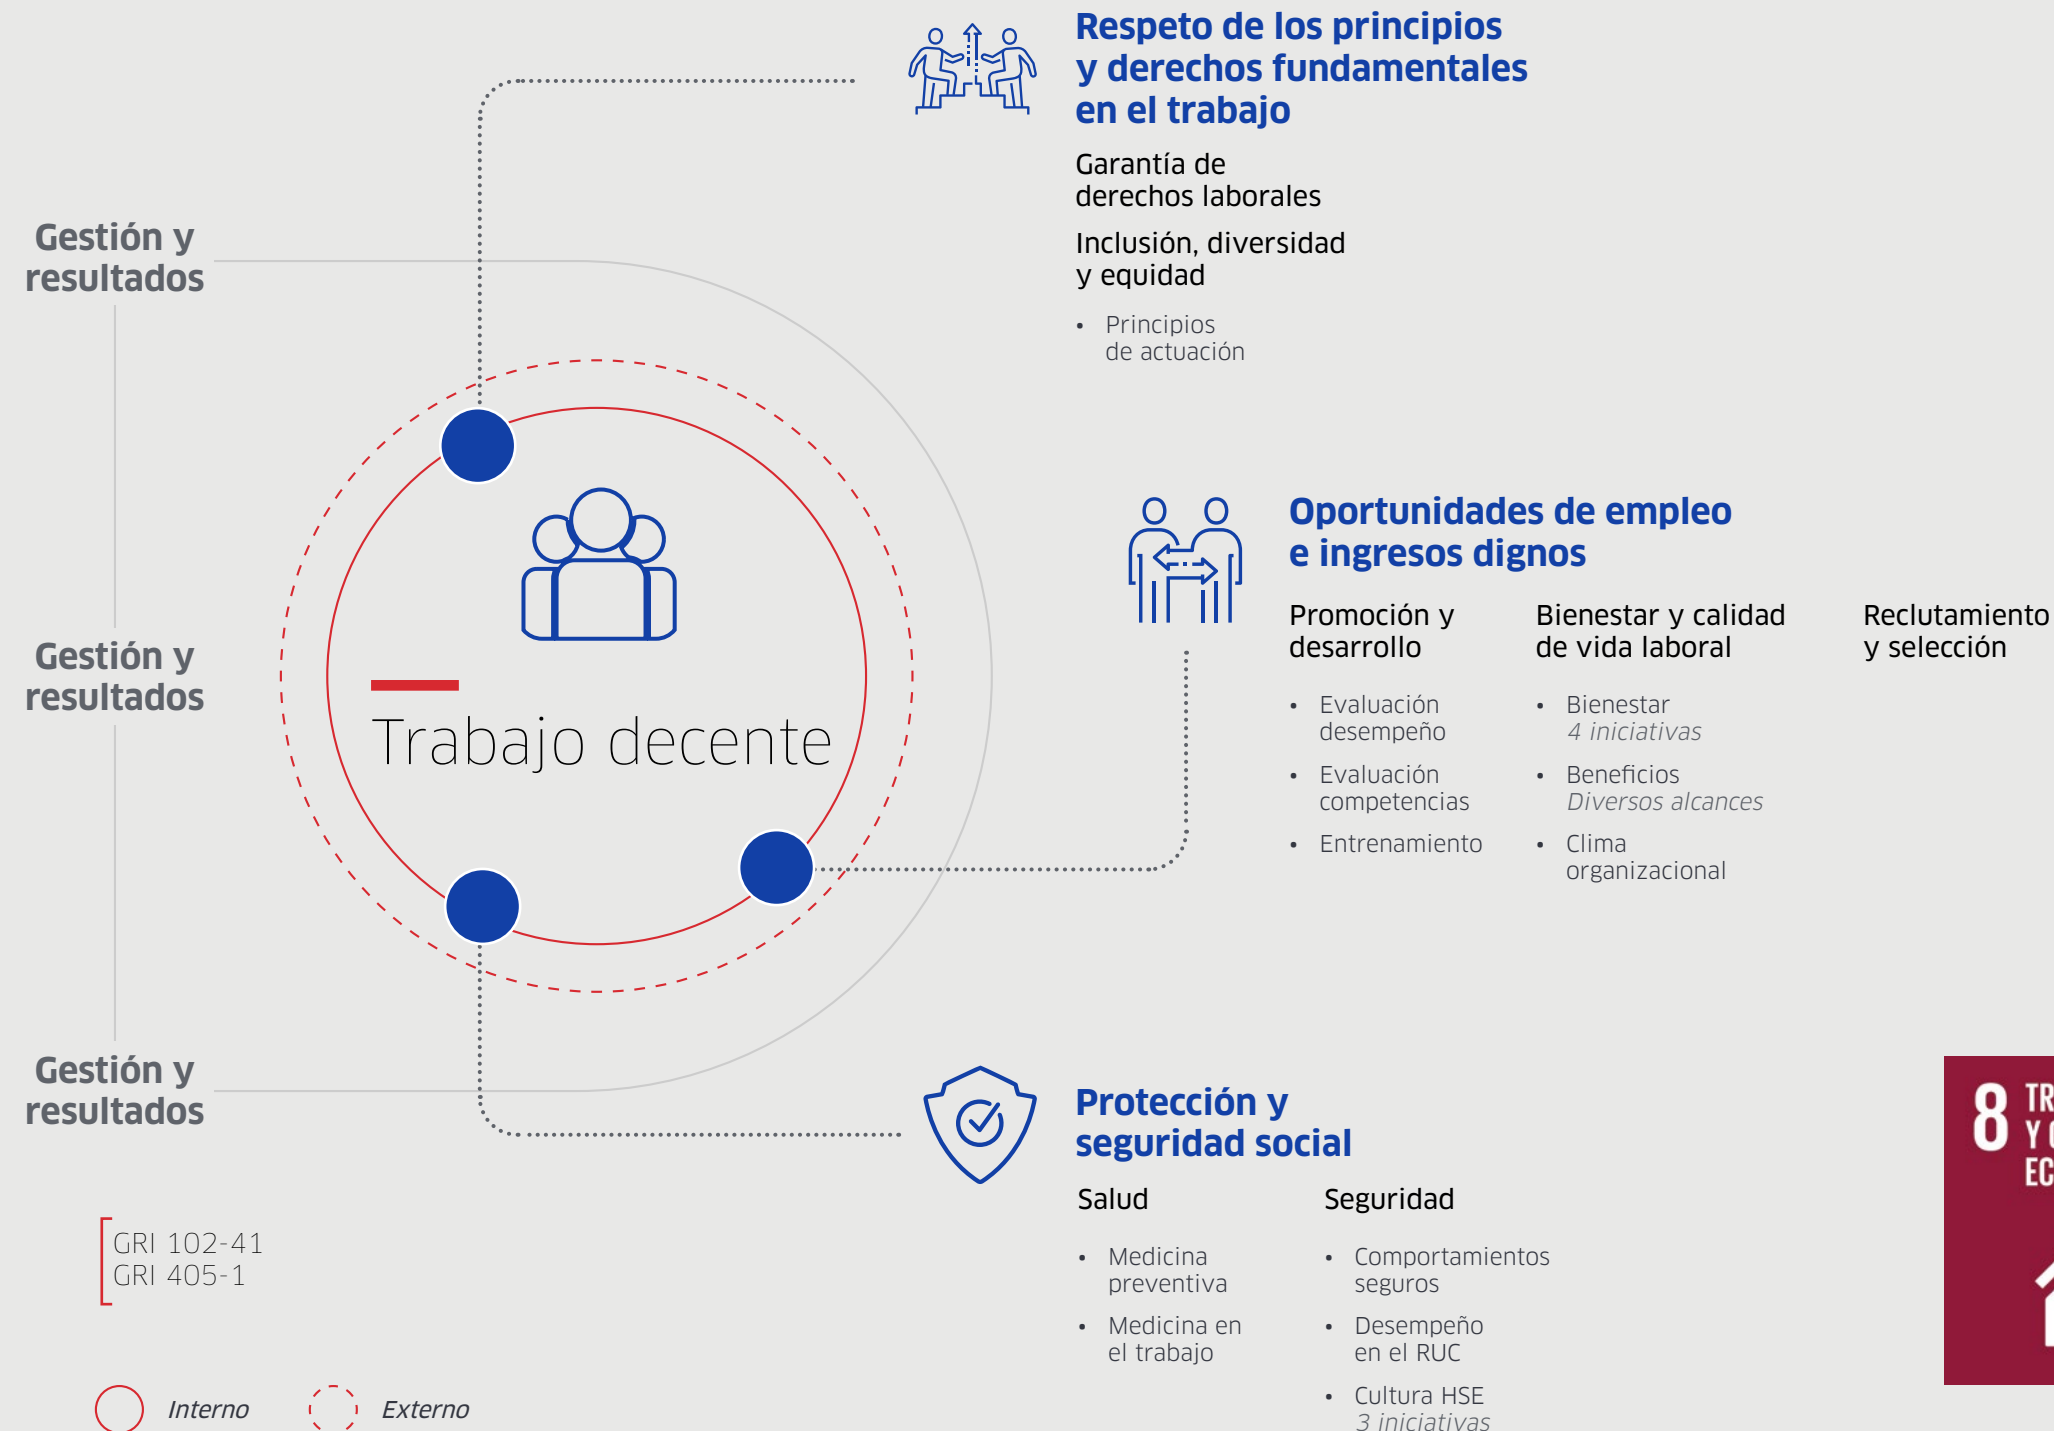 Respeto de los principios
y derechos fundamentales
en el trabajo
Garantía de
derechos laborales
Inclusión, diversidad
y equidad
• Principios
de actuación
Gestión y
resultados
Gestión y
resultados
Gestión y
resultados
Trabajo decente
Oportunidades de empleo
e ingresos dignos
Promoción y
desarrollo
• Evaluación
desempeño
• Evaluación
competencias
• Entrenamiento
Bienestar y calidad
de vida laboral
• Bienestar
4 iniciativas
• Beneficios
Diversos alcances
• Clima
organizacional
Reclutamiento
y selección
Protección y
seguridad social
Salud
• Medicina
preventiva
• Medicina en
el trabajo
Seguridad
• Comportamientos
seguros
• Desempeño
en el RUC
• Cultura HSE
3 iniciativas
8
GRI 102-41
GRI 405-1
Interno
Externo